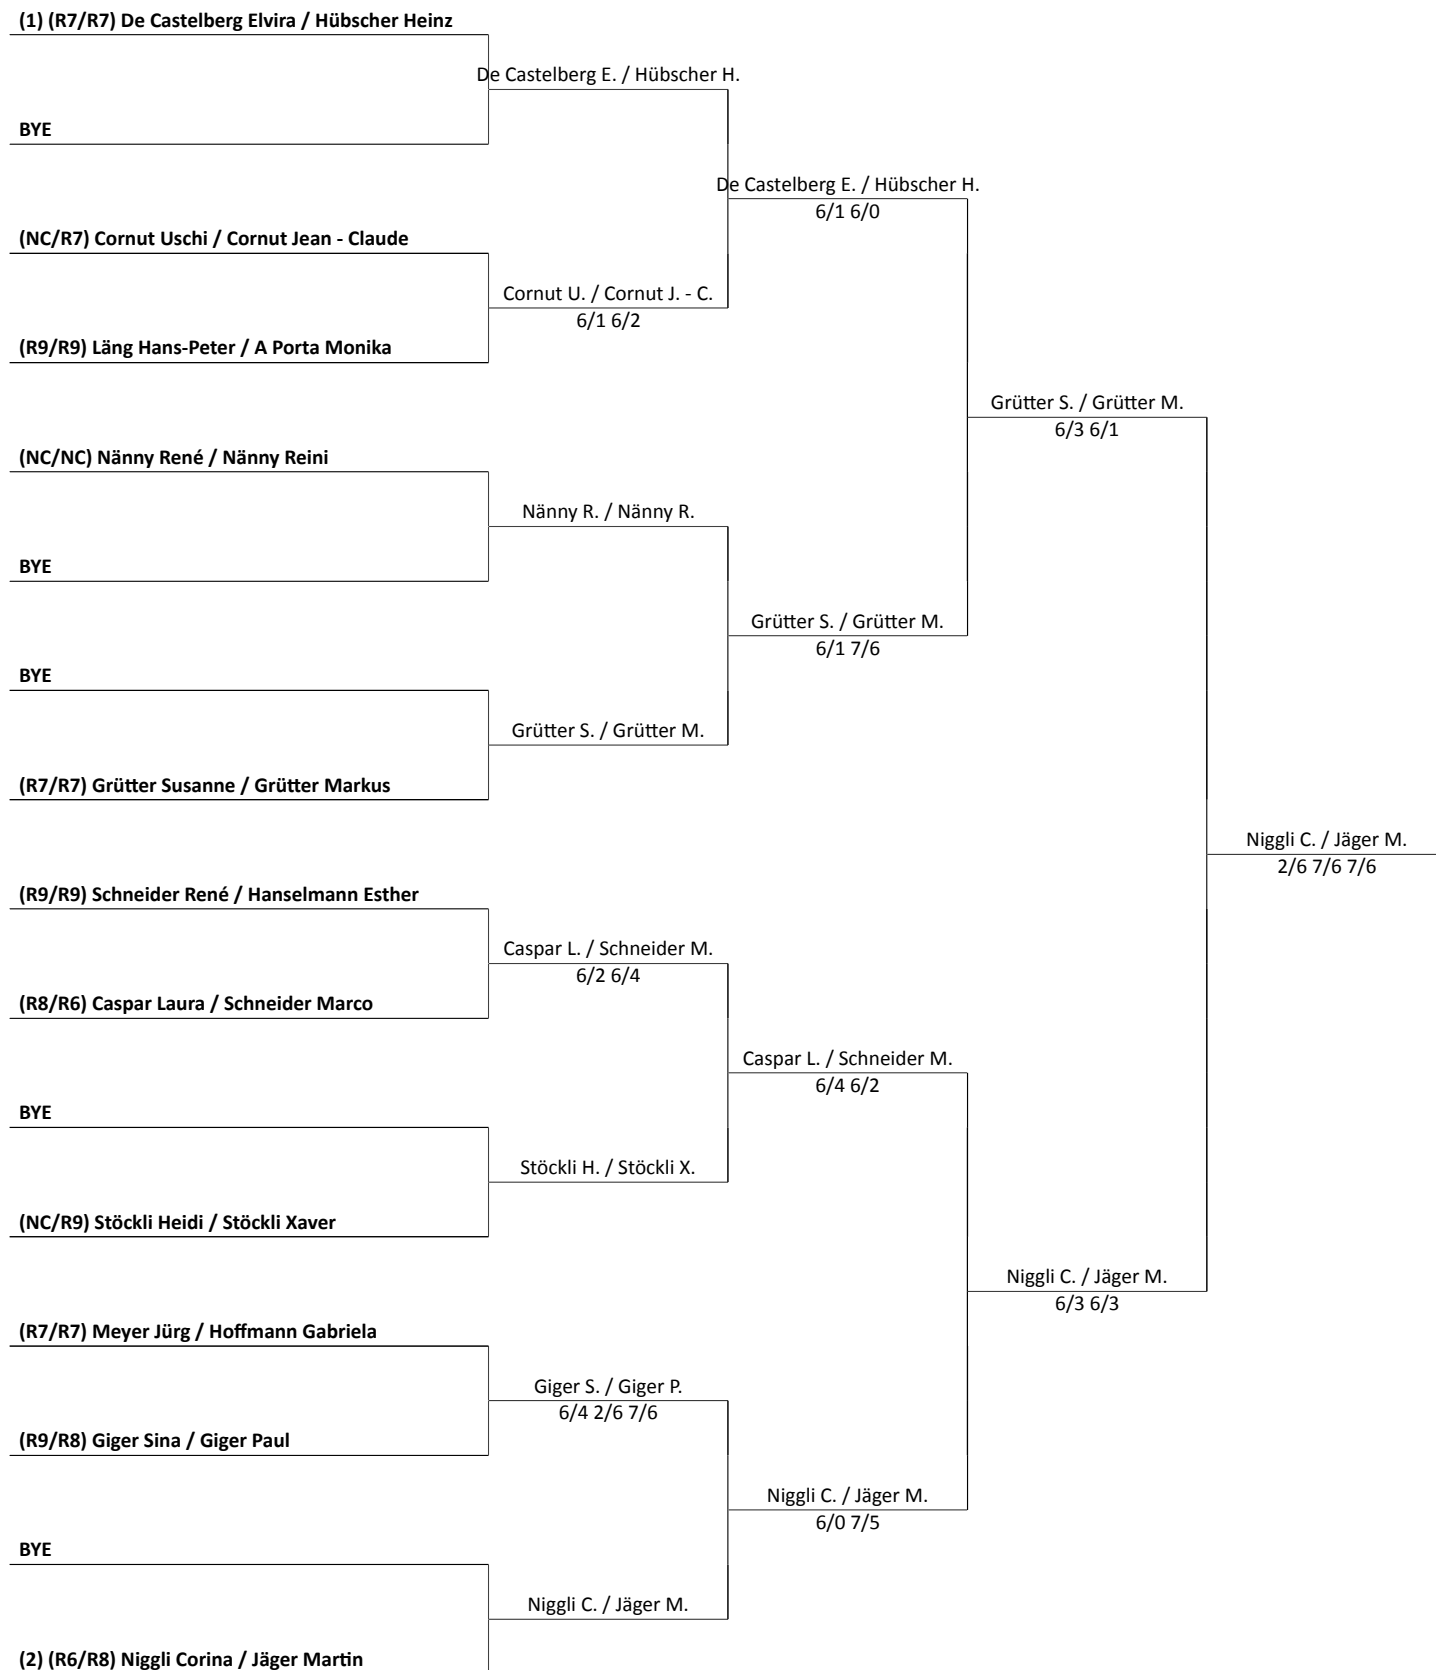 (1) (R7/R7) De Castelberg Elvira / Hübscher Heinz
De Castelberg E. / Hübscher H.
BYE
De Castelberg E. / Hübscher H.
6/1 6/0
(NC/R7) Cornut Uschi / Cornut Jean - Claude
Cornut U. / Cornut J. - C.
6/1 6/2
(R9/R9) Läng Hans-Peter / A Porta Monika
Grütter S. / Grütter M.
6/3 6/1
(NC/NC) Nänny René / Nänny Reini
Nänny R. / Nänny R.
BYE
Grütter S. / Grütter M.
6/1 7/6
BYE
Grütter S. / Grütter M.
(R7/R7) Grütter Susanne / Grütter Markus
Niggli C. / Jäger M.
2/6 7/6 7/6
(R9/R9) Schneider René / Hanselmann Esther
Caspar L. / Schneider M.
6/2 6/4
(R8/R6) Caspar Laura / Schneider Marco
Caspar L. / Schneider M.
6/4 6/2
BYE
Stöckli H. / Stöckli X.
(NC/R9) Stöckli Heidi / Stöckli Xaver
Niggli C. / Jäger M.
6/3 6/3
(R7/R7) Meyer Jürg / Hoffmann Gabriela
Giger S. / Giger P.
6/4 2/6 7/6
(R9/R8) Giger Sina / Giger Paul
Niggli C. / Jäger M.
6/0 7/5
BYE
Niggli C. / Jäger M.
(2) (R6/R8) Niggli Corina / Jäger Martin